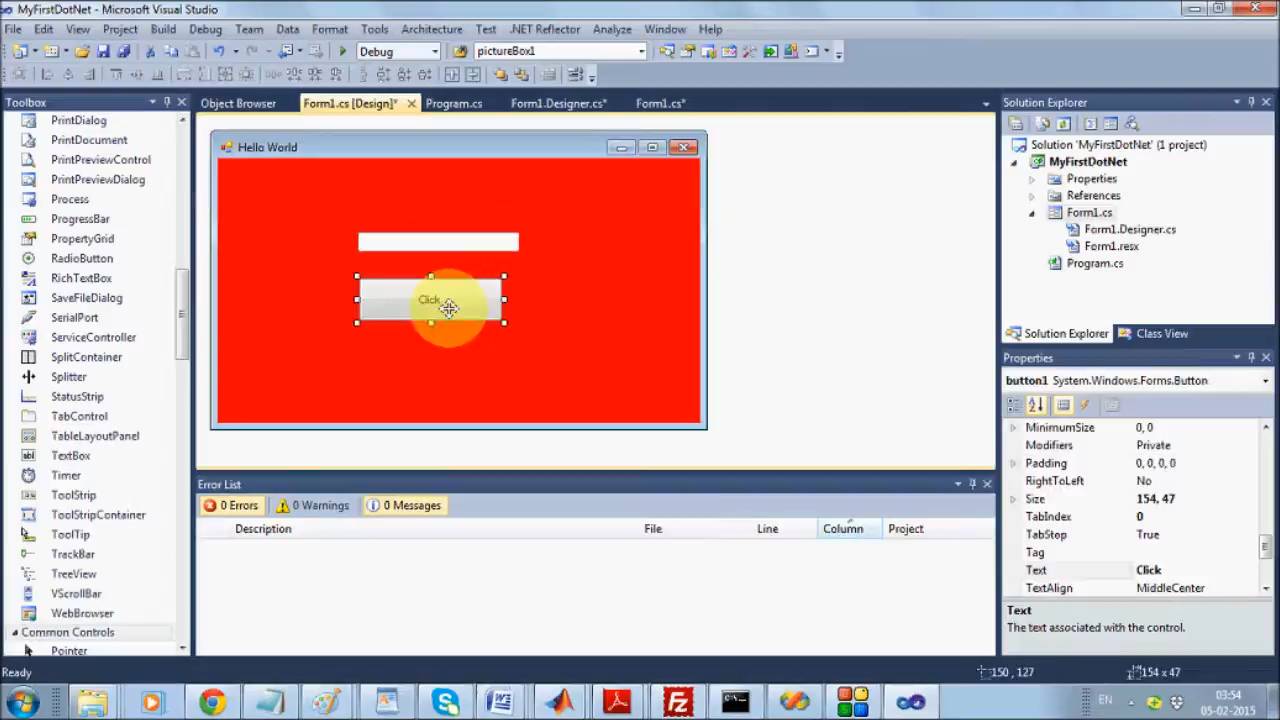 MyFirstDotNet - Microsoft Visual Studio
File Edit View Project Build Debug Team Data Format Tools Architecture Test .NET Reflector Analyze Window Help
Debug pictureBox1
Toolbox
PrintDialog
PrintDocument
PrintPreviewControl
PrintPreviewDialog
Process
ProgressBar
PropertyGrid
RadioButton
RichTextBox
SaveFileDialog
SerialPort
ServiceController
SplitContainer
Splitter
StatusStrip
TabControl
TableLayoutPanel
TextBox
Timer
ToolStrip
ToolStripContainer
ToolTip
TrackBar
TreeView
VScrollBar
WebBrowser
Common Controls
Pointer
Object Browser Form1.cs [Design]* Program.cs Form1.Designer.cs* Form1.cs*
Hello World
Click
Error List
0 Errors 0 Warnings 0 Messages
Description File Line Column Project
Solution Explorer
Solution 'MyFirstDotNet' (1 project)
MyFirstDotNet
Properties
References
Form1.cs
Form1.Designer.cs
Form1.resx
Program.cs
Solution Explorer Class View
Properties
button1 System.Windows.Forms.Button
MinimumSize 0, 0
Modifiers Private
Padding 0, 0, 0, 0
RightToLeft No
Size 154, 47
TabIndex 0
TabStop True
Tag
Text Click
TextAlign MiddleCenter
Text
The text associated with the control.
Ready 150 , 127 154 x 47
EN 03:54
05-02-2015